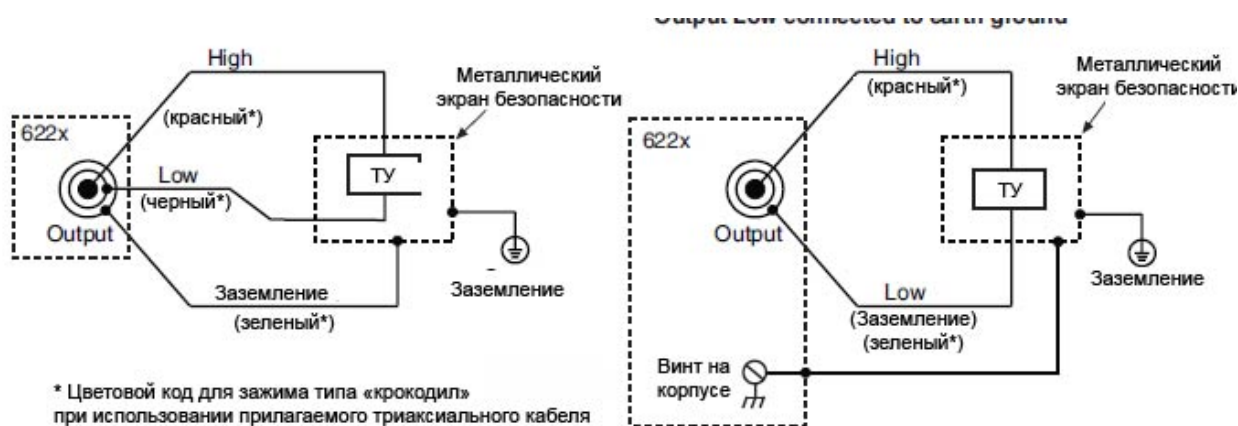 Output Low connected to earth ground
High
(красный*)
Металлический
экран безопасности
622x
ТУ
Low
(черный*)
Output
Заземление
Заземление
(зеленый*)
* Цветовой код для зажима типа «крокодил»
при использовании прилагаемого триаксиального кабеля
High
(красный*)
Металлический
экран безопасности
622x
ТУ
Output
Заземление
Low
(Заземление)
(зеленый*)
Винт на
корпусе